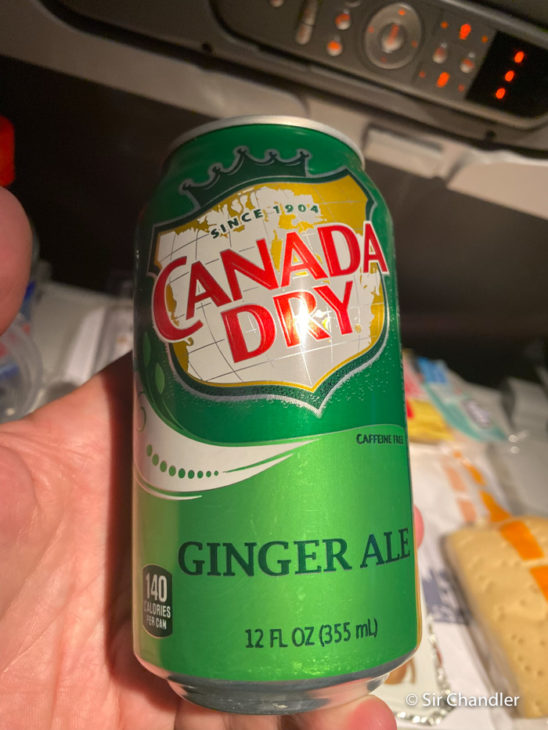 SINCE 1904
CANADA
DRY
CAFFEINE FREE
GINGER ALE
140
CALORIES
PER CAN
12 FL OZ (355 mL)
© Sir Chandler